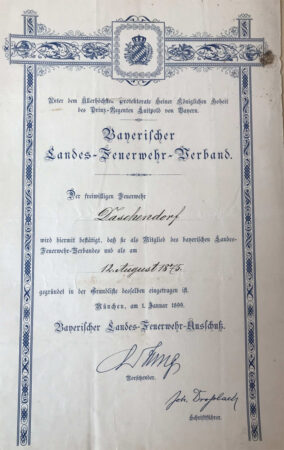 Unter dem Allerhöchsten Protektorate Seiner Königlichen Hoheit
des Prinz-Regenten Luitpold von Bayern.
Bayerischer
Landes-Feuerwehr-Verband.
Der freiwilligen Feuerwehr
Daschendorf
wird hiermit bestätigt, daß sie als Mitglied des bayerischen Landes-
Feuerwehr-Verbandes und als am
12. August 1875.
gegründet in der Grundliste desselben eingetragen ist.
München, am 1. Januar 1899.
Bayerischer Landes-Feuerwehr-Ausschuß.
Vorsitzender.
Joh.
Schriftführer.